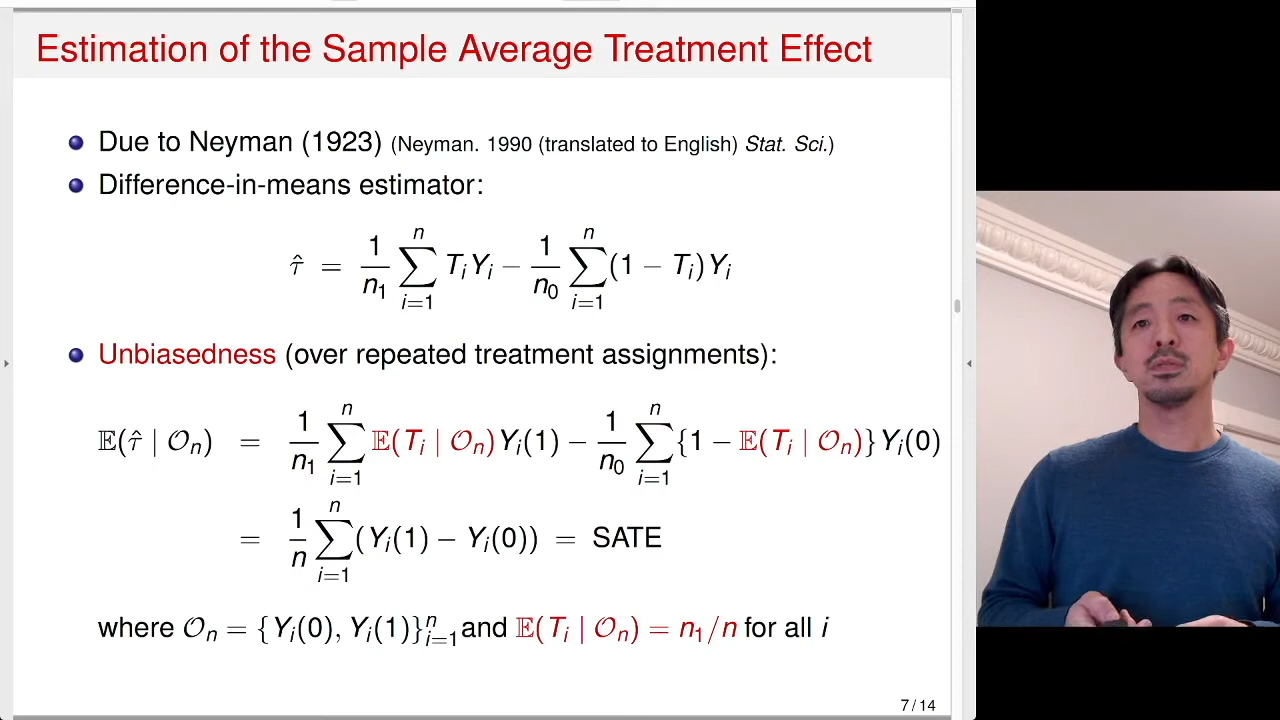 Estimation of the Sample Average Treatment Effect
Due to Neyman (1923) (Neyman. 1990 (translated to English) Stat. Sci.)
Difference-in-means estimator:
τ̂ = 1/n₁ ∑ᵢ₌₁ⁿ TᵢYᵢ − 1/n₀ ∑ᵢ₌₁ⁿ (1 − Tᵢ)Yᵢ
Unbiasedness (over repeated treatment assignments):
𝔼(τ̂ | 𝒪ₙ) = 1/n₁ ∑ᵢ₌₁ⁿ 𝔼(Tᵢ | 𝒪ₙ)Yᵢ(1) − 1/n₀ ∑ᵢ₌₁ⁿ {1 − 𝔼(Tᵢ | 𝒪ₙ)}Yᵢ(0)
= 1/n ∑ᵢ₌₁ⁿ (Yᵢ(1) − Yᵢ(0)) = SATE
where 𝒪ₙ = {Yᵢ(0), Yᵢ(1)}ᵢ₌₁ⁿ and 𝔼(Tᵢ | 𝒪ₙ) = n₁/n for all i
7 / 14